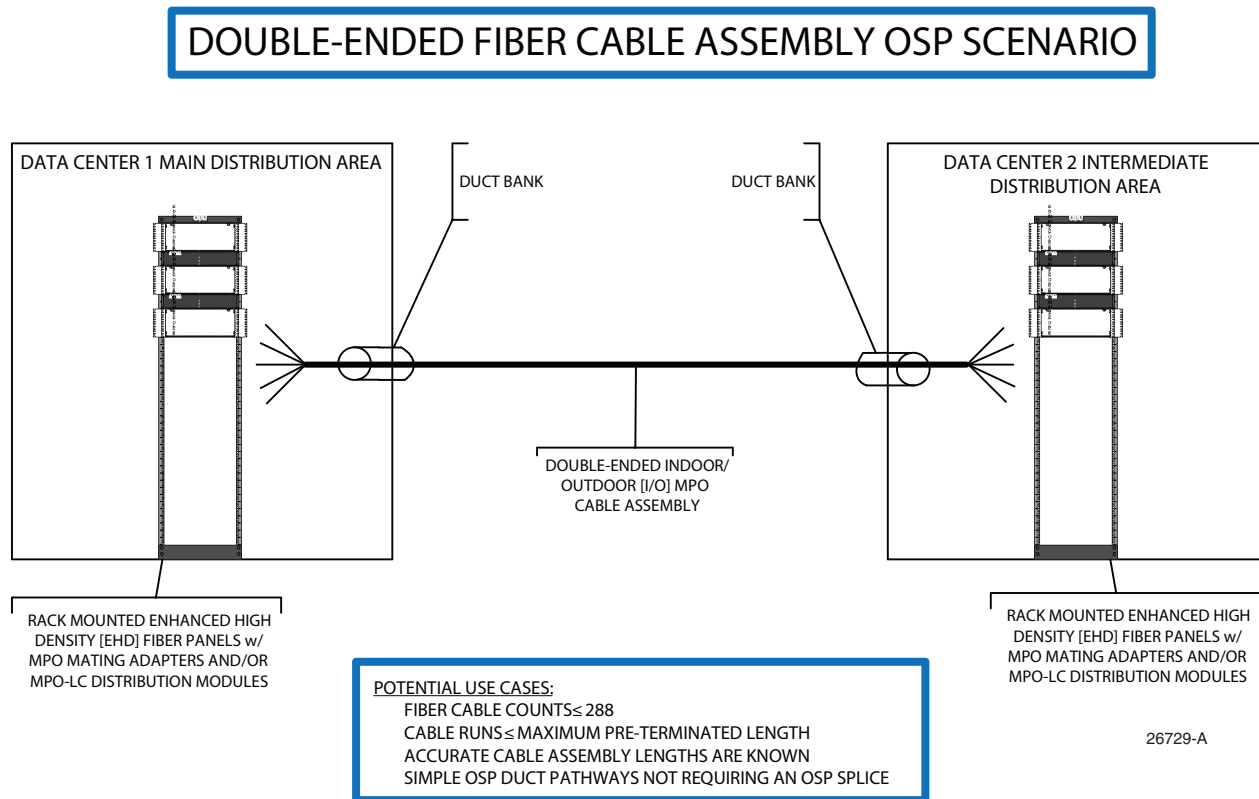 DOUBLE-ENDED FIBER CABLE ASSEMBLY OSP SCENARIO
DATA CENTER 1 MAIN DISTRIBUTION AREA
DUCT BANK
DUCT BANK
DATA CENTER 2 INTERMEDIATE
DISTRIBUTION AREA
DOUBLE-ENDED INDOOR/
OUTDOOR [I/O] MPO
CABLE ASSEMBLY
RACK MOUNTED ENHANCED HIGH
DENSITY [EHD] FIBER PANELS w/
MPO MATING ADAPTERS AND/OR
MPO-LC DISTRIBUTION MODULES
RACK MOUNTED ENHANCED HIGH
DENSITY [EHD] FIBER PANELS w/
MPO MATING ADAPTERS AND/OR
MPO-LC DISTRIBUTION MODULES
POTENTIAL USE CASES:
FIBER CABLE COUNTS≤ 288
CABLE RUNS≤ MAXIMUM PRE-TERMINATED LENGTH
ACCURATE CABLE ASSEMBLY LENGTHS ARE KNOWN
SIMPLE OSP DUCT PATHWAYS NOT REQUIRING AN OSP SPLICE
26729-A